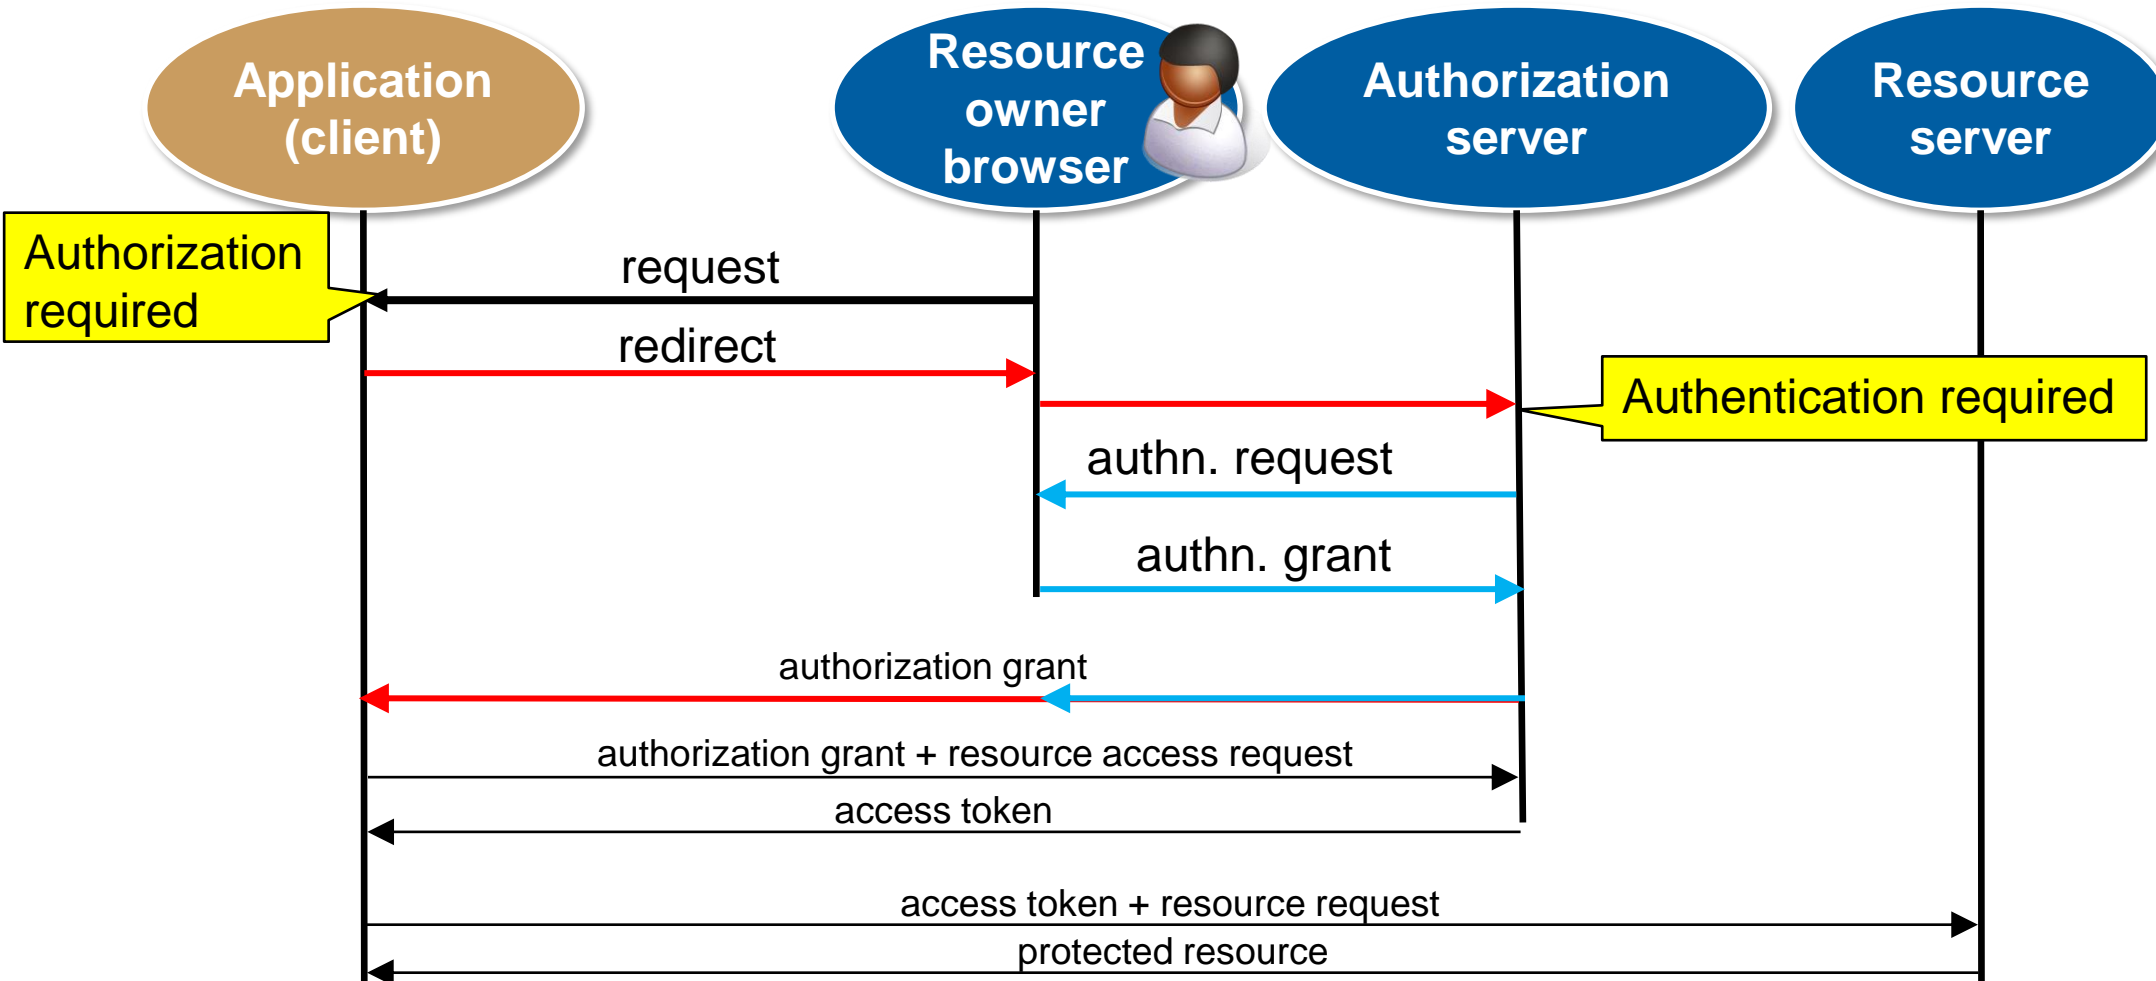 Application
(client)
Resource
owner
browser
Authorization
server
Resource
server
Authorization
required
request
redirect
Authentication required
authn. request
authn. grant
authorization grant
authorization grant + resource access request
access token
access token + resource request
protected resource